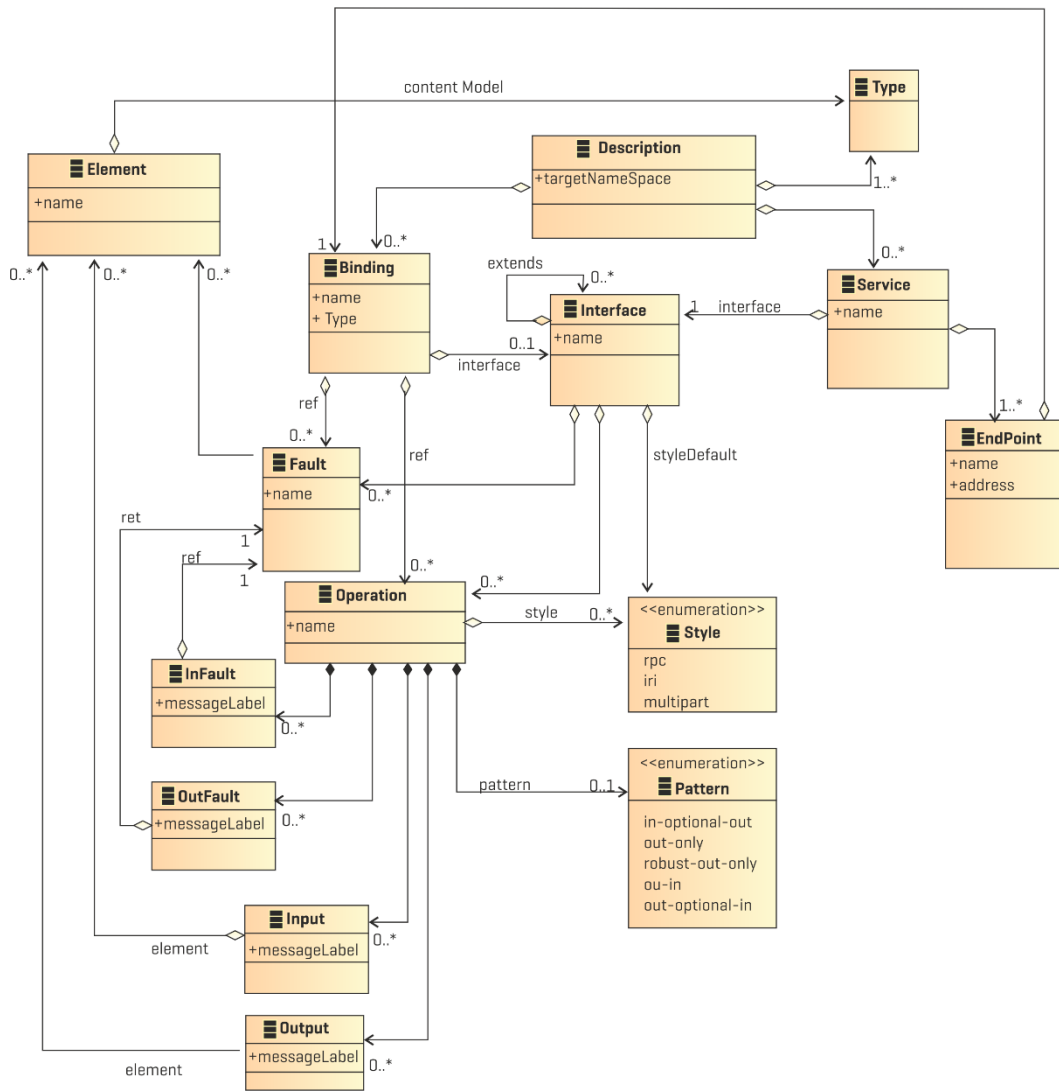 content Model
Type
Description
+targetNameSpace
1..*
Element
+name
0..*
0..*
0..*
1
0..*
0..*
Binding
+name
+ Type
extends
0..*
Interface
+name
1
interface
Service
+name
0..1
interface
ref
0..*
ref
1..*
EndPoint
+name
+address
styleDefault
Fault
+name
0..*
ret
1
ref
1
0..*
0..*
Operation
+name
style
0..*
<<enumeration>>
Style
rpc
iri
multipart
InFault
+messageLabel
0..*
<<enumeration>>
Pattern
in-optional-out
out-only
robust-out-only
ou-in
out-optional-in
pattern
0..1
OutFault
+messageLabel
0..*
Input
+messageLabel
0..*
element
Output
+messageLabel
0..*
element